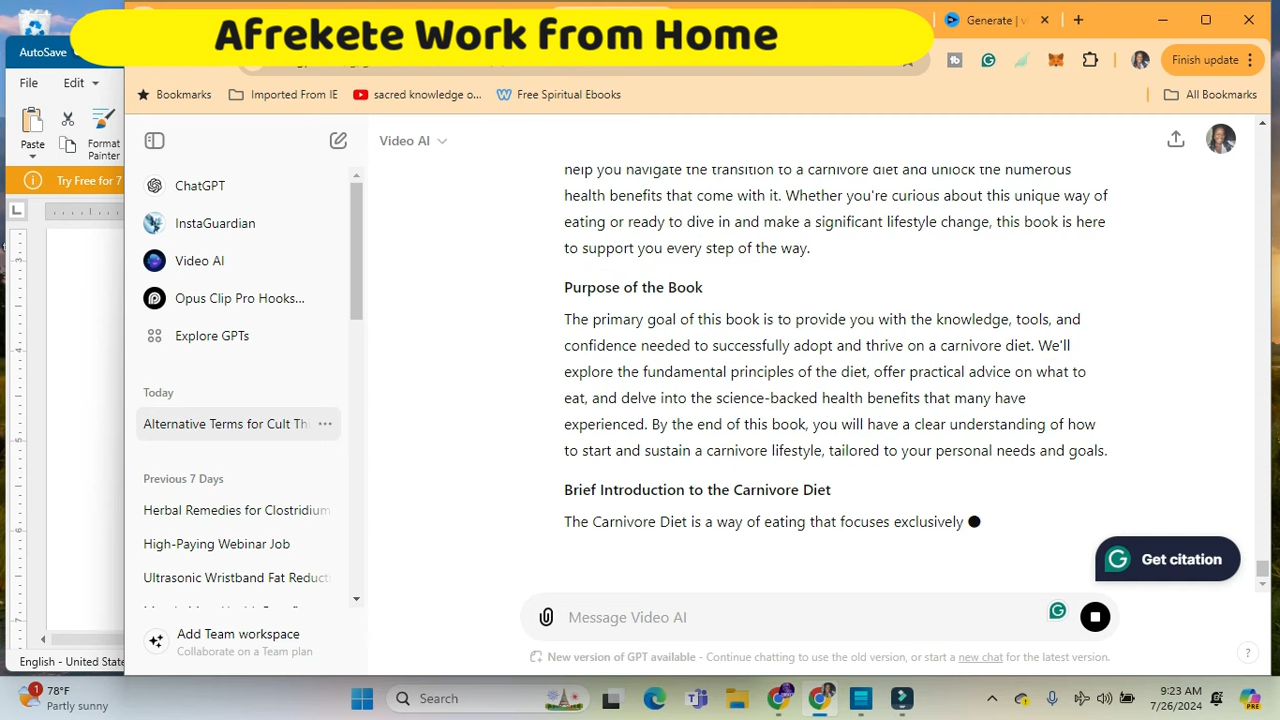 Afrekete Work from Home
Generate | v
AutoSave
Finish update
File
Edit
Bookmarks
Imported From IE
sacred knowledge o...
Free Spiritual Ebooks
All Bookmarks
Paste
Format
Painter
Video AI
Try Free for 7
ChatGPT
InstaGuardian
Video AI
Opus Clip Pro Hooks...
Explore GPTs
Today
Alternative Terms for Cult Th
Previous 7 Days
Herbal Remedies for Clostridium
High-Paying Webinar Job
Ultrasonic Wristband Fat Reduct
Add Team workspace
Collaborate on a Team plan
help you navigate the transition to a carnivore diet and unlock the numerous
health benefits that come with it. Whether you're curious about this unique way of
eating or ready to dive in and make a significant lifestyle change, this book is here
to support you every step of the way.
Purpose of the Book
The primary goal of this book is to provide you with the knowledge, tools, and
confidence needed to successfully adopt and thrive on a carnivore diet. We'll
explore the fundamental principles of the diet, offer practical advice on what to
eat, and delve into the science-backed health benefits that many have
experienced. By the end of this book, you will have a clear understanding of how
to start and sustain a carnivore lifestyle, tailored to your personal needs and goals.
Brief Introduction to the Carnivore Diet
The Carnivore Diet is a way of eating that focuses exclusively
Get citation
Message Video AI
New version of GPT available - Continue chatting to use the old version, or start a new chat for the latest version.
?
3
4
5
6
English - United Sta
1
78°F
Partly sunny
Search
9:23 AM
7/26/2024
PRE